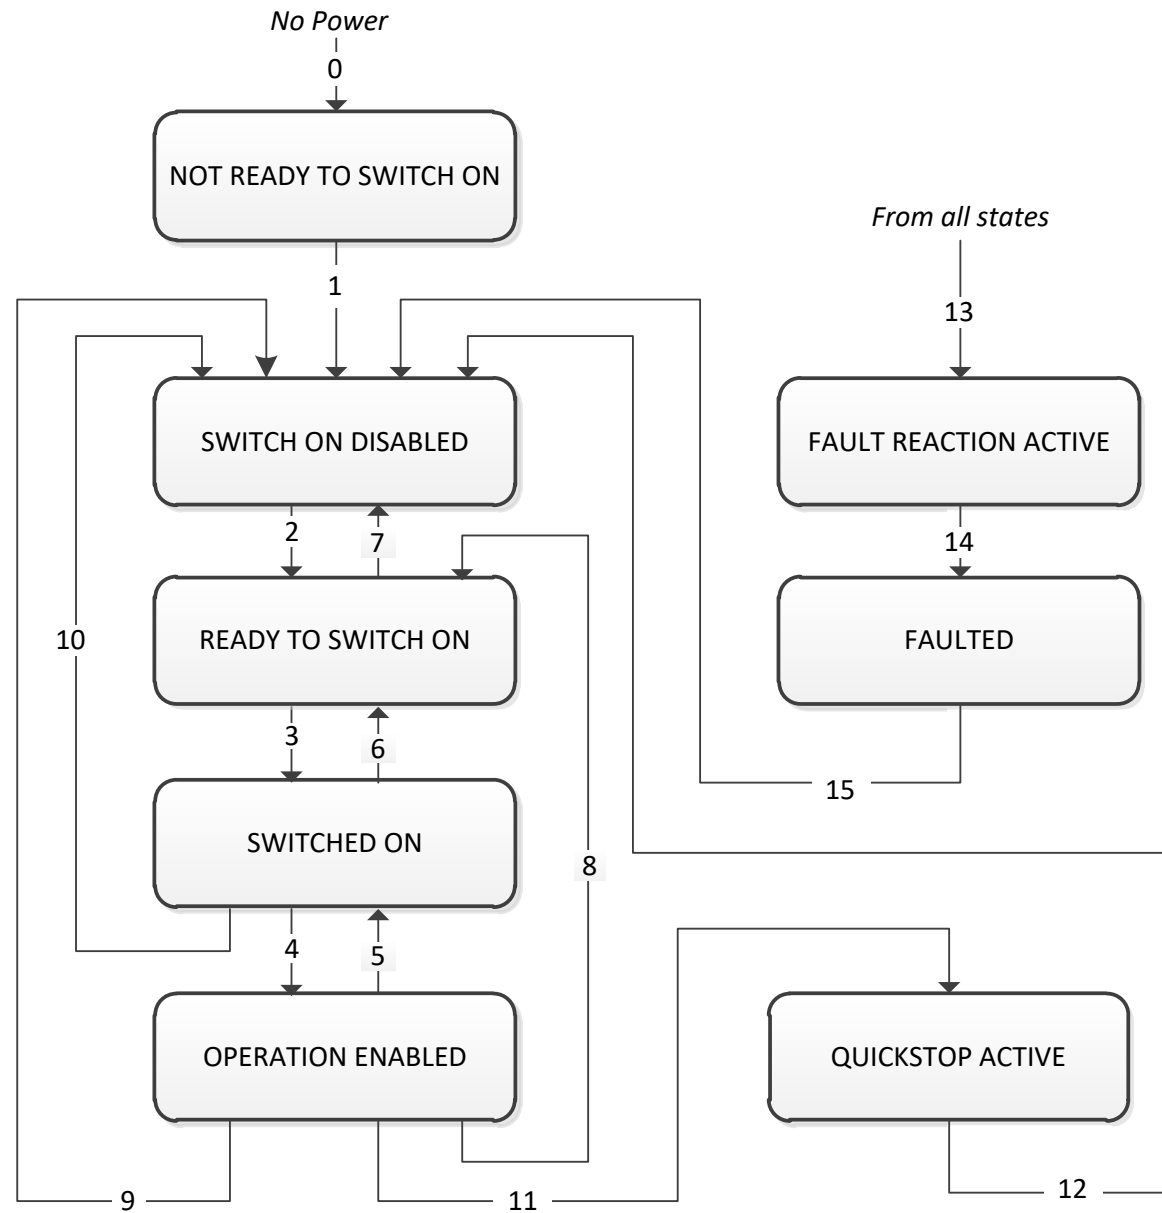 No Power
0
NOT READY TO SWITCH ON
From all states
1
13
SWITCH ON DISABLED
FAULT REACTION ACTIVE
2
7
14
10
READY TO SWITCH ON
FAULTED
3
6
15
SWITCHED ON
8
4
5
OPERATION ENABLED
QUICKSTOP ACTIVE
9
11
12